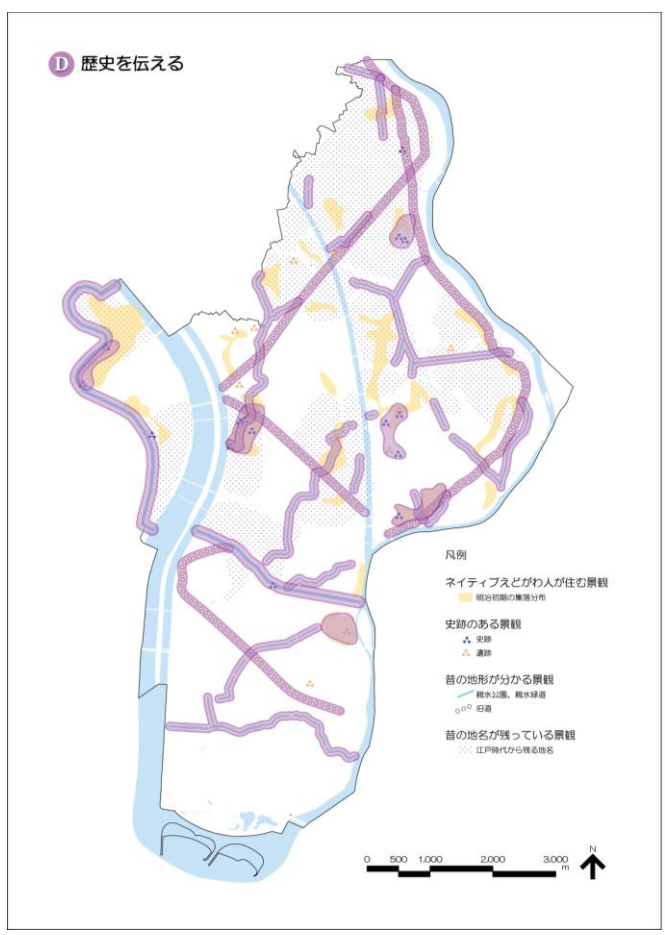 D 歴史を伝える
凡例
ネイティブえどがわ人が住む景観
明治初期の集落分布
史跡のある景観
史跡
遺跡
昔の地形が分かる景観
親水公園，親水緑道
旧道
昔の地名が残っている景観
江戸時代から残る地名
0 500 1,000 2,000 3,000
m
N